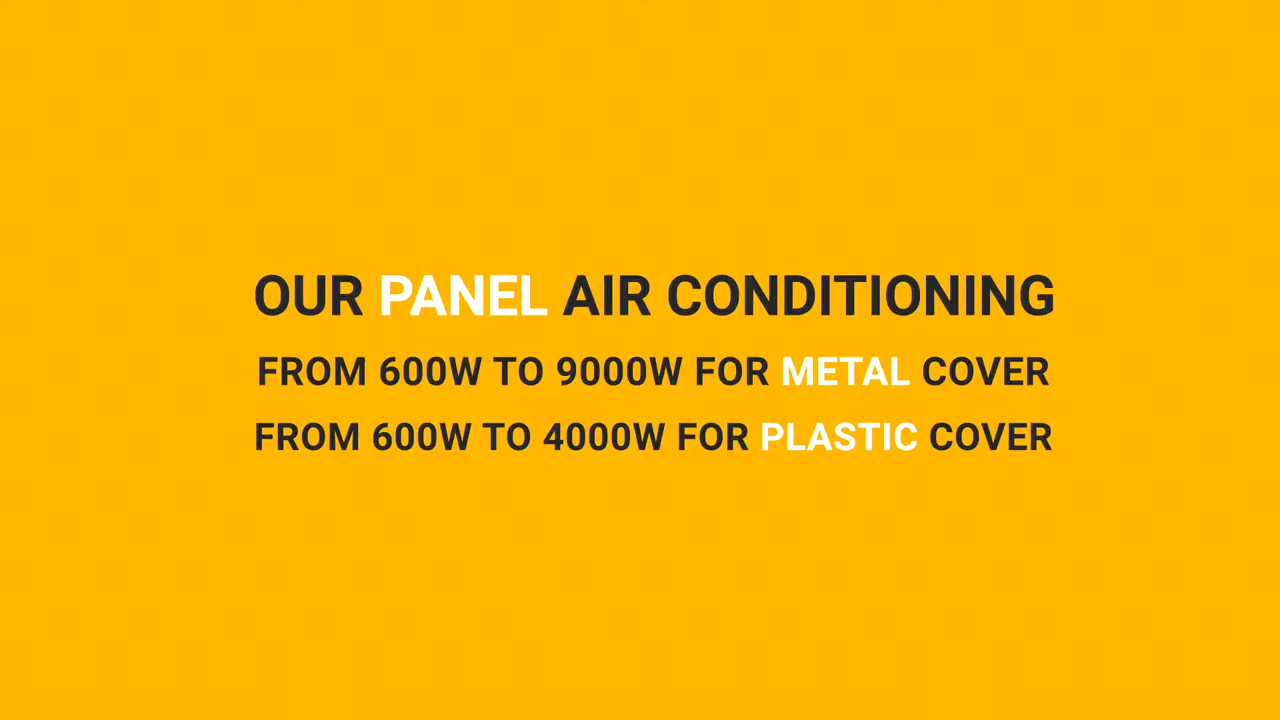 OUR PANEL AIR CONDITIONING
FROM 600W TO 9000W FOR METAL COVER
FROM 600W TO 4000W FOR PLASTIC COVER